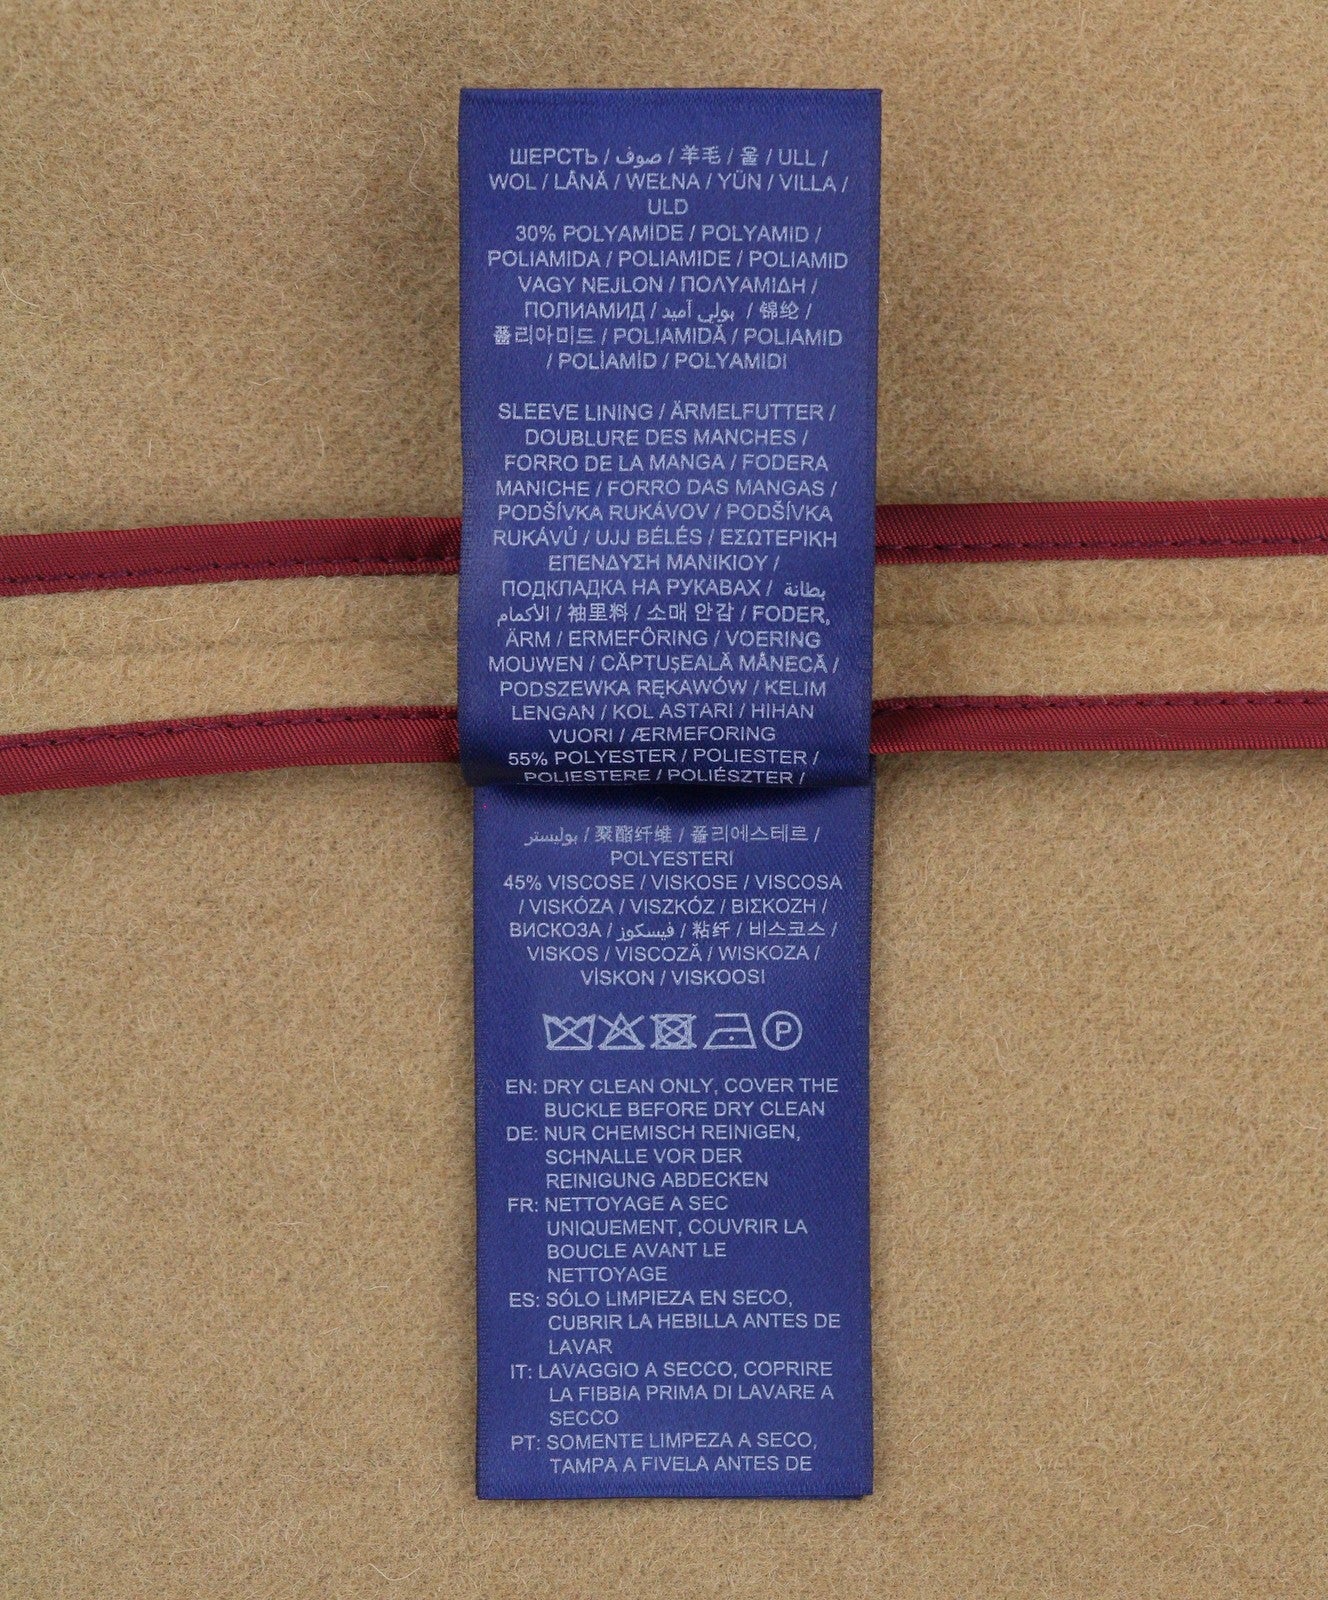 ШЕРСТЬ / صوف / 羊毛 / 울 / ULL /
WOL / LÅNĂ / WEŁNA / YÜN / VILLA /
ULD
30% POLYAMIDE / POLYAMID /
POLIAMIDA / POLIAMIDE / POLIAMID
VAGY NEJLON / ΠΟΛΥΑΜΙΔΗ /
ПОЛИАМИД / بولي آميد / 锦纶 /
폴리아미드 / POLIAMIDĂ / POLIAMID
/ POLİAMİD / POLYAMIDI
SLEEVE LINING / ÄRMELFUTTER /
DOUBLURE DES MANCHES /
FORRO DE LA MANGA / FODERA
MANICHE / FORRO DAS MANGAS /
PODŠÍVKA RUKÁVOV / PODŠÍVKA
RUKÁVŮ / UJJ BÉLÉS / ΕΣΩΤΕΡΙΚΗ
ΕΠΕΝΔΥΣΗ ΜΑΝΙΚΙΟΥ /
ПОДКЛАДКА НА РУКАВАХ / بطانة
الأكمام / 袖里料 / 소매 안감 / FODER,
ÄRM / ERMEFÔRING / VOERING
MOUWEN / CĂPTUȘEALĂ MÂNECĂ /
PODSZEWKA RĘKAWÓW / KELIM
LENGAN / KOL ASTARI / HIHAN
VUORI / ÆRMEFORING
55% POLYESTER / POLIESTER /
POLIESTERE / POLIÉSZTER /
بوليستر / 聚酯纤维 / 폴리에스테르 /
POLYESTERI
45% VISCOSE / VISKOSE / VISCOSA
/ VISKÓZA / VISZKÓZ / ΒΙΣΚΟΖΗ /
ВИСКОЗА / فيسكوز / 粘纤 / 비스코스 /
VISKOS / VISCOZĂ / WISKOZA /
VİSKON / VISKOOSI
P
EN: DRY CLEAN ONLY, COVER THE
BUCKLE BEFORE DRY CLEAN
DE: NUR CHEMISCH REINIGEN,
SCHNALLE VOR DER
REINIGUNG ABDECKEN
FR: NETTOYAGE A SEC
UNIQUEMENT, COUVRIR LA
BOUCLE AVANT LE
NETTOYAGE
ES: SÓLO LIMPIEZA EN SECO,
CUBRIR LA HEBILLA ANTES DE
LAVAR
IT: LAVAGGIO A SECCO, COPRIRE
LA FIBBIA PRIMA DI LAVARE A
SECCO
PT: SOMENTE LIMPEZA A SECO,
TAMPA A FIVELA ANTES DE